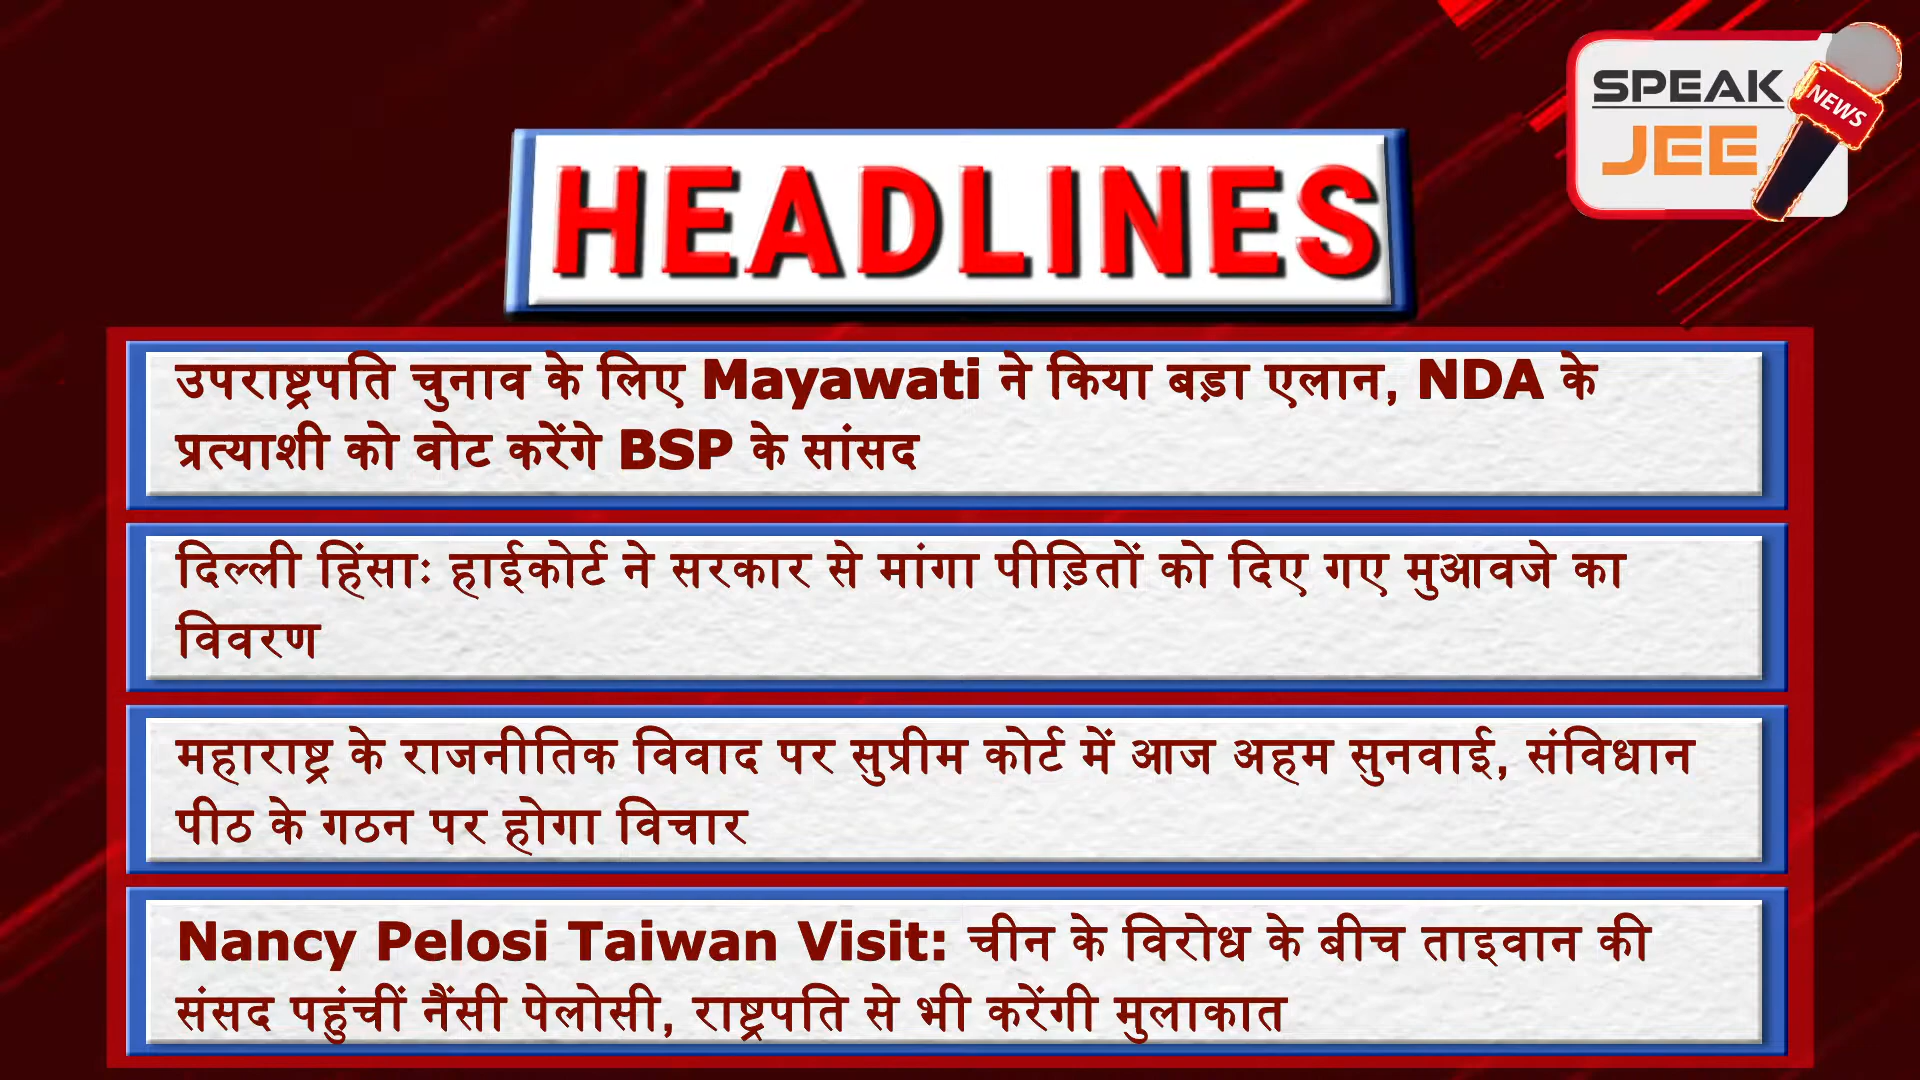 SPEAK
JEE
NEWS
HEADLINES
उपराष्ट्रपति चुनाव के लिए Mayawati ने किया बड़ा एलान, NDA के
प्रत्याशी को वोट करेंगे BSP के सांसद
दिल्ली हिंसाः हाईकोर्ट ने सरकार से मांगा पीड़ितों को दिए गए मुआवजे का
विवरण
महाराष्ट्र के राजनीतिक विवाद पर सुप्रीम कोर्ट में आज अहम सुनवाई, संविधान
पीठ के गठन पर होगा विचार
Nancy Pelosi Taiwan Visit: चीन के विरोध के बीच ताइवान की
संसद पहुंचीं नैंसी पेलोसी, राष्ट्रपति से भी करेंगी मुलाकात